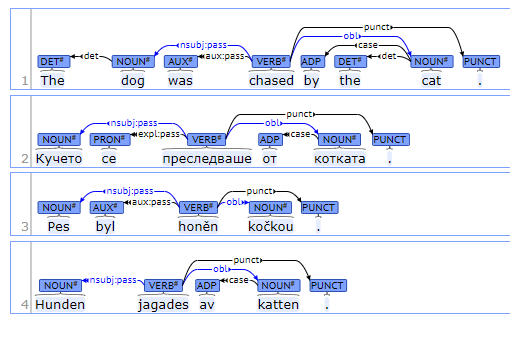 punct
obl
nsubj:pass case
det aux:pass det
DET# NOUN# AUX# VERB# ADP DET# NOUN# PUNCT
1 The dog was chased by the cat .
punct
nsubj:pass obl
expl:pass case
NOUN# PRON# VERB# ADP NOUN# PUNCT
2 Кучето се преследваше от котката .
nsubj:pass punct
aux:pass obl
NOUN# AUX# VERB# NOUN# PUNCT
3 Pes byl honěn kočkou .
punct
obl
nsubj:pass case
NOUN# VERB# ADP NOUN# PUNCT
4 Hunden jagades av katten .